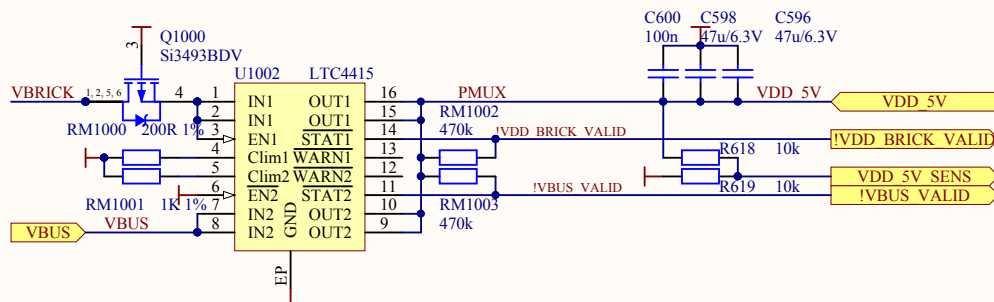 C600 C598 C596
100n 47u/6.3V 47u/6.3V
Q1000
Si3493BDV
3
U1002 LTC4415
VBRICK 1, 2, 5, 6 4 1 IN1 OUT1 16 PMUX VDD_5V VDD_5V
2 IN1 OUT1 15 RM1002
RM1000 200R 1% 3 EN1 STAT1 14 470k !VDD_BRICK_VALID !VDD_BRICK_VALID
4 Clim1 WARN1 13
5 Clim2 WARN2 12 R618 10k
6 EN2 STAT2 11 !VBUS_VALID VDD_5V_SENS
RM1001 1K 1% 7 IN2 OUT2 10 RM1003 R619 10k !VBUS_VALID
VBUS VBUS 8 IN2 OUT2 9 470k
GND
EP